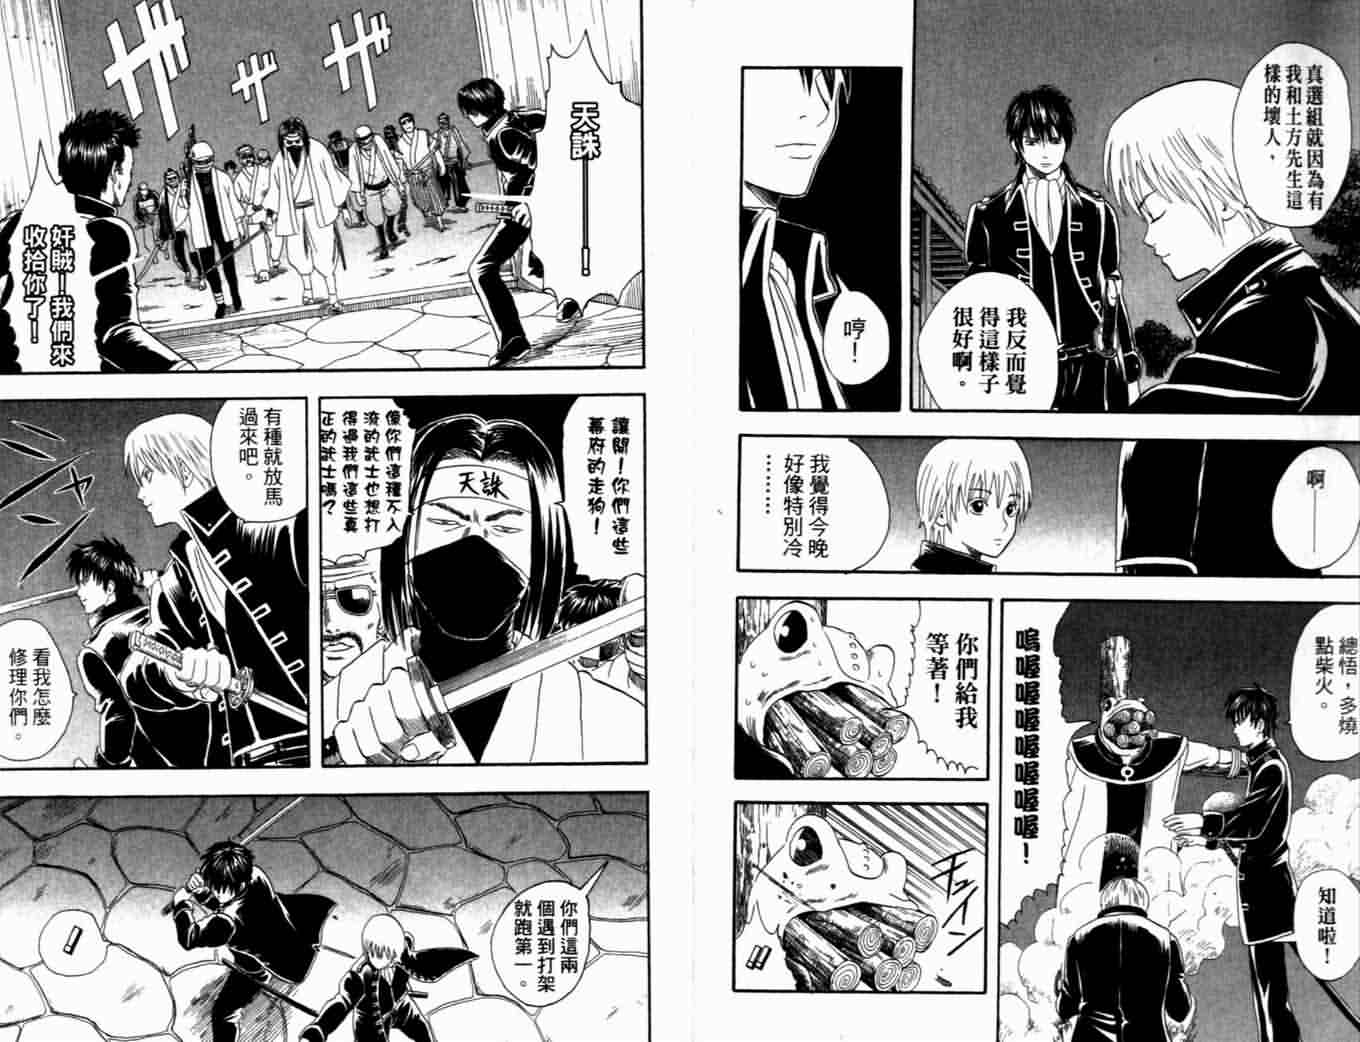 真選組就因為有
我和土方先生這
樣的壞人，
我反而覺
得這樣子
很好啊。
哼！
啊——
我覺得今晚
好像特別冷
⋯⋯⋯
總悟，多燒
點柴火。
嗚喔喔喔喔喔喔喔！
知道啦！
你們給我
等著！
チュイン
!!
天誅——！
ザ
ザ
ザ
奸賊！我們來
收拾你了！
讓開！你們這些
幕府的走狗！
天誅
像你們這種不入
流的武士也想打
得過我們這些真
正的武士嗎？
有種就放馬
過來吧。
看我怎麼
修理你們。
你們這兩
個遇到打架
就跑第一。
!!